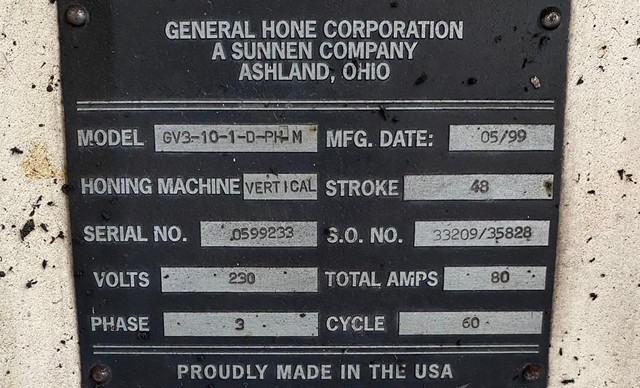 GENERAL HONE CORPORATION
A SUNNEN COMPANY
ASHLAND, OHIO
MODEL GV3-10-1-D-PH-M MFG. DATE: 05/99
HONING MACHINE VERTICAL STROKE 48
SERIAL NO. 0599233 S.O. NO. 33209/35828
VOLTS 230 TOTAL AMPS 80
PHASE 3 CYCLE 60
PROUDLY MADE IN THE USA